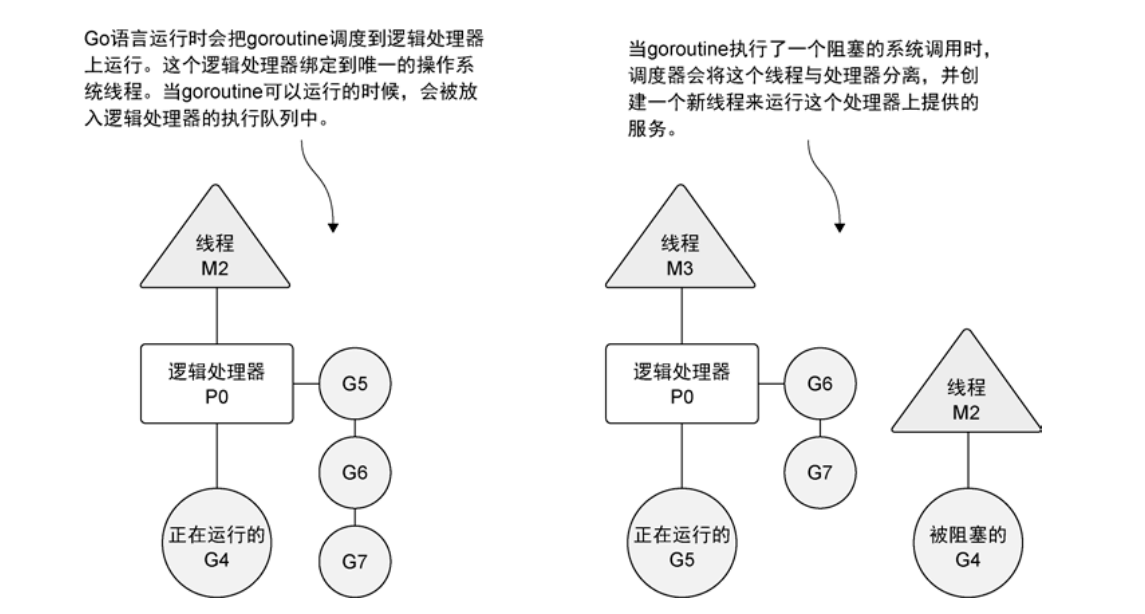 Go语言运行时会把goroutine调度到逻辑处理器
上运行。这个逻辑处理器绑定到唯一的操作系
统线程。当goroutine可以运行的时候，会被放
入逻辑处理器的执行队列中。
当goroutine执行了一个阻塞的系统调用时，
调度器会将这个线程与处理器分离，并创
建一个新线程来运行这个处理器上提供的
服务。
线程
M2
逻辑处理器
P0
G5
G6
G7
正在运行的
G4
线程
M3
逻辑处理器
P0
G6
G7
正在运行的
G5
线程
M2
被阻塞的
G4